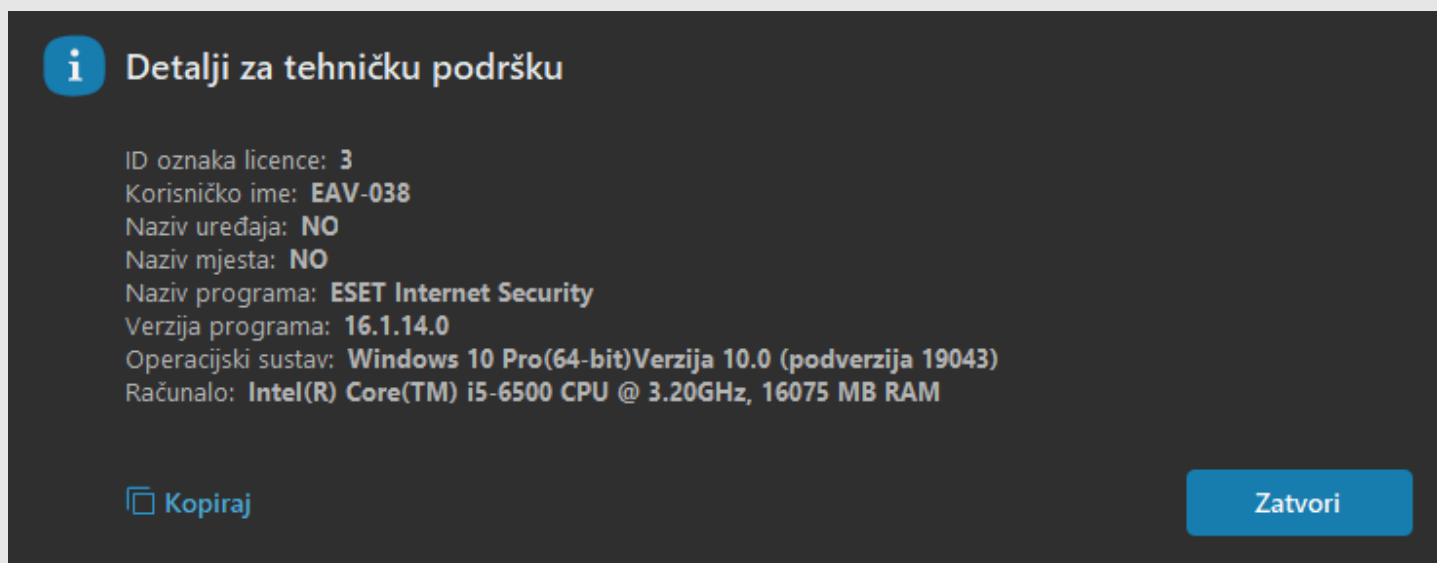 i
Detalji za tehničku podršku
ID oznaka licence: 3
Korisničko ime: EAV-038
Naziv uređaja: NO
Naziv mjesta: NO
Naziv programa: ESET Internet Security
Verzija programa: 16.1.14.0
Operacijski sustav: Windows 10 Pro(64-bit)Verzija 10.0 (podverzija 19043)
Računalo: Intel(R) Core(TM) i5-6500 CPU @ 3.20GHz, 16075 MB RAM
Kopiraj
Zatvori